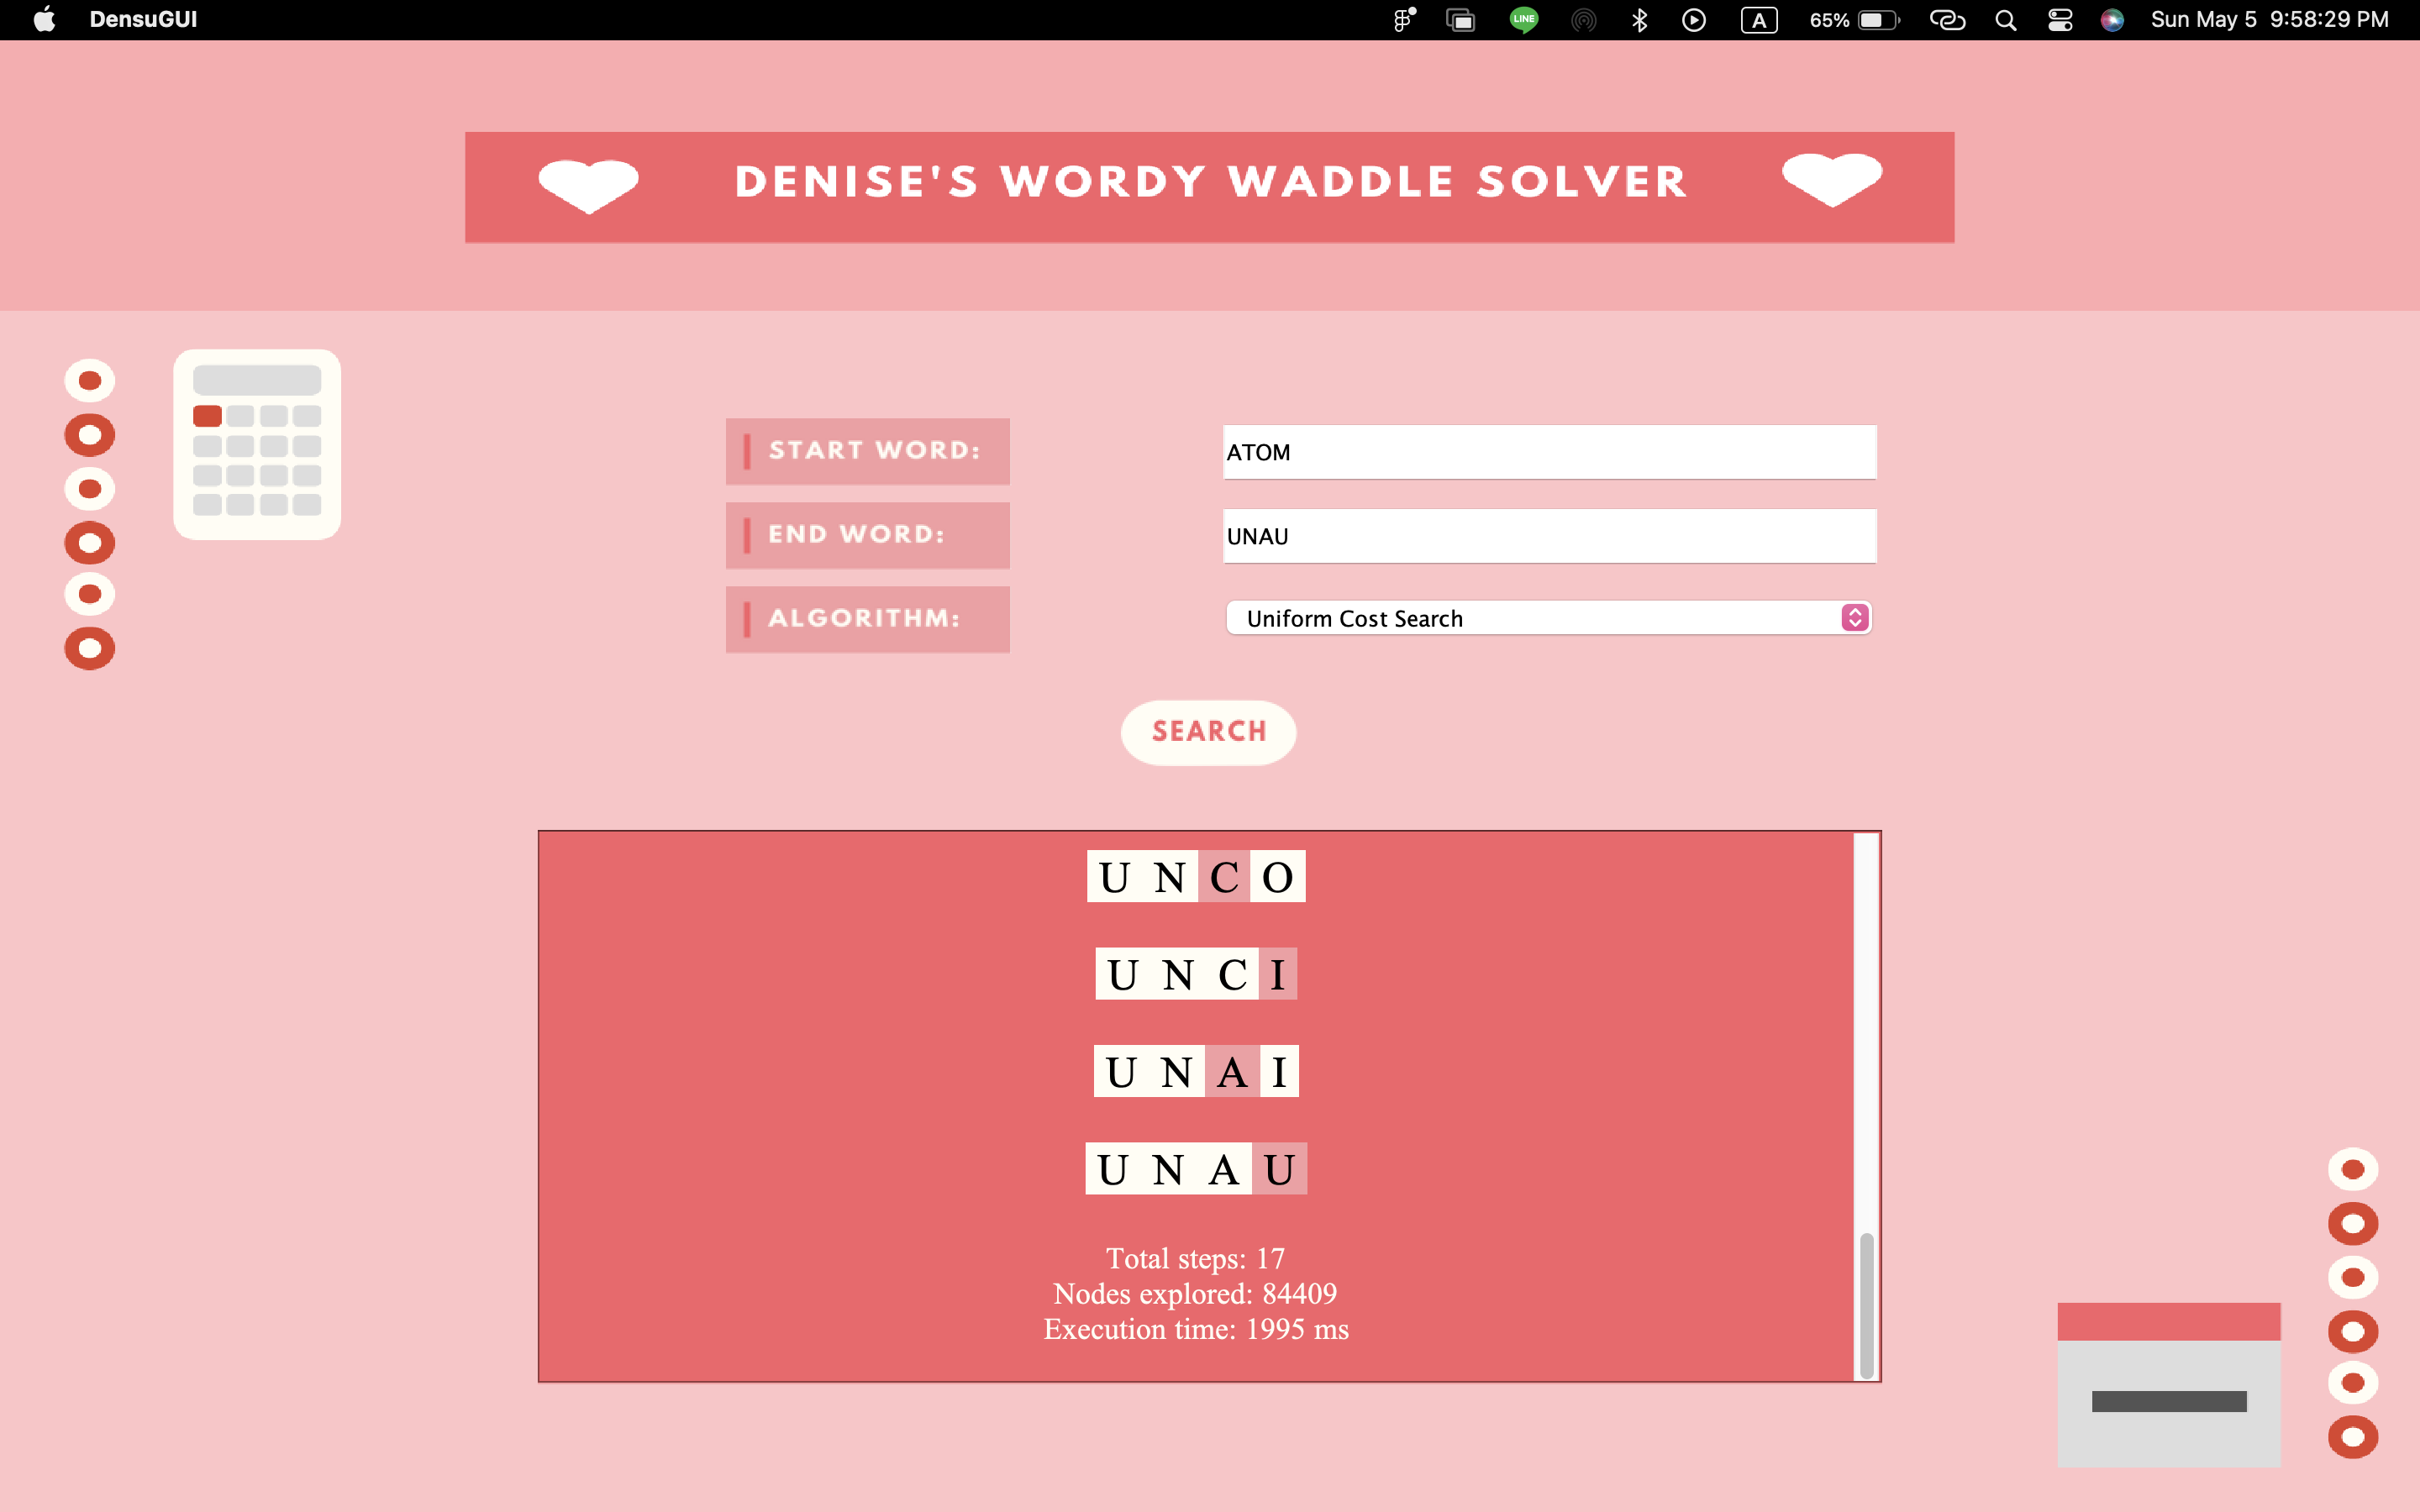 DensuGUI
LINE
A
65%
Sun May 5 9:58:29 PM
DENISE'S WORDY WADDLE SOLVER
START WORD:
ATOM
END WORD:
UNAU
ALGORITHM:
Uniform Cost Search
SEARCH
U N C O
U N C I
U N A I
U N A U
Total steps: 17
Nodes explored: 84409
Execution time: 1995 ms